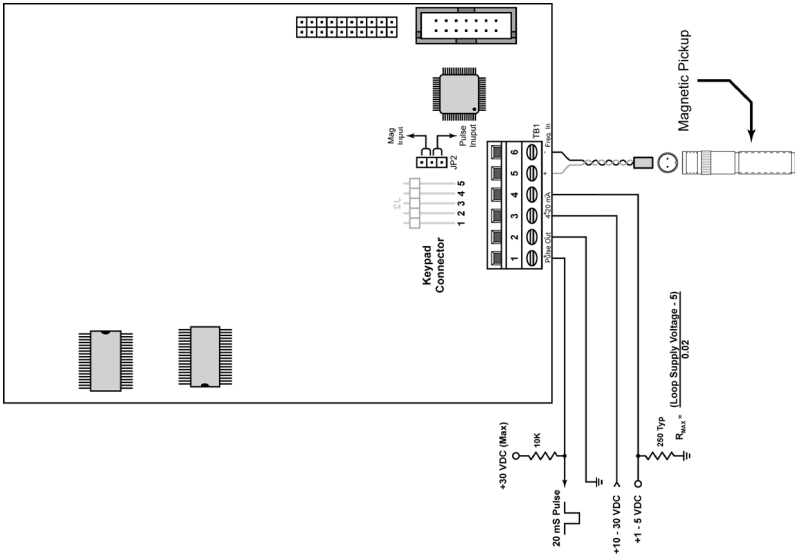 Magnetic Pickup
Mag
Input
Pulse
Inuput
JP2
TB1
Freq. In
- +
6
5
4
3
2
1
4-20 mA
Pulse Out
J2
1 2 3 4 5
Keypad
Connector
+30 VDC (Max)
10K
20 mS Pulse
+10 - 30 VDC
+1 - 5 VDC
250 Typ
RMAX = (Loop Supply Voltage - 5)
0.02